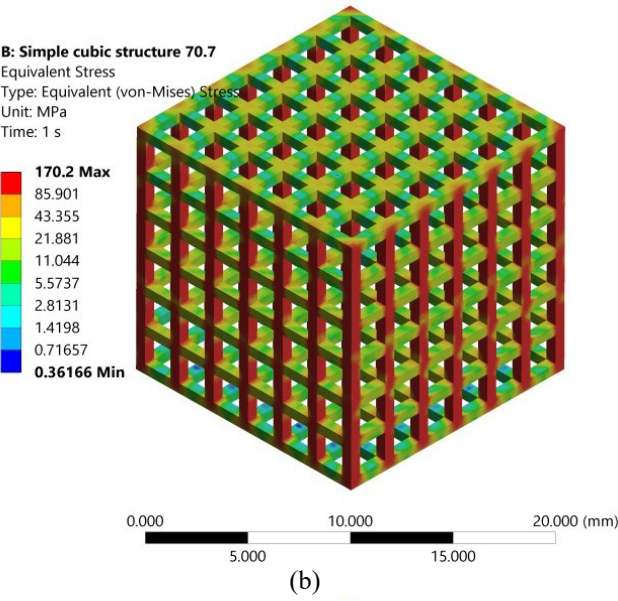 B: Simple cubic structure 70.7
Equivalent Stress
Type: Equivalent (von-Mises) Stress
Unit: MPa
Time: 1 s
170.2 Max
85.901
43.355
21.881
11.044
5.5737
2.8131
1.4198
0.71657
0.36166 Min
0.000 10.000 20.000 (mm)
5.000 15.000
(b)